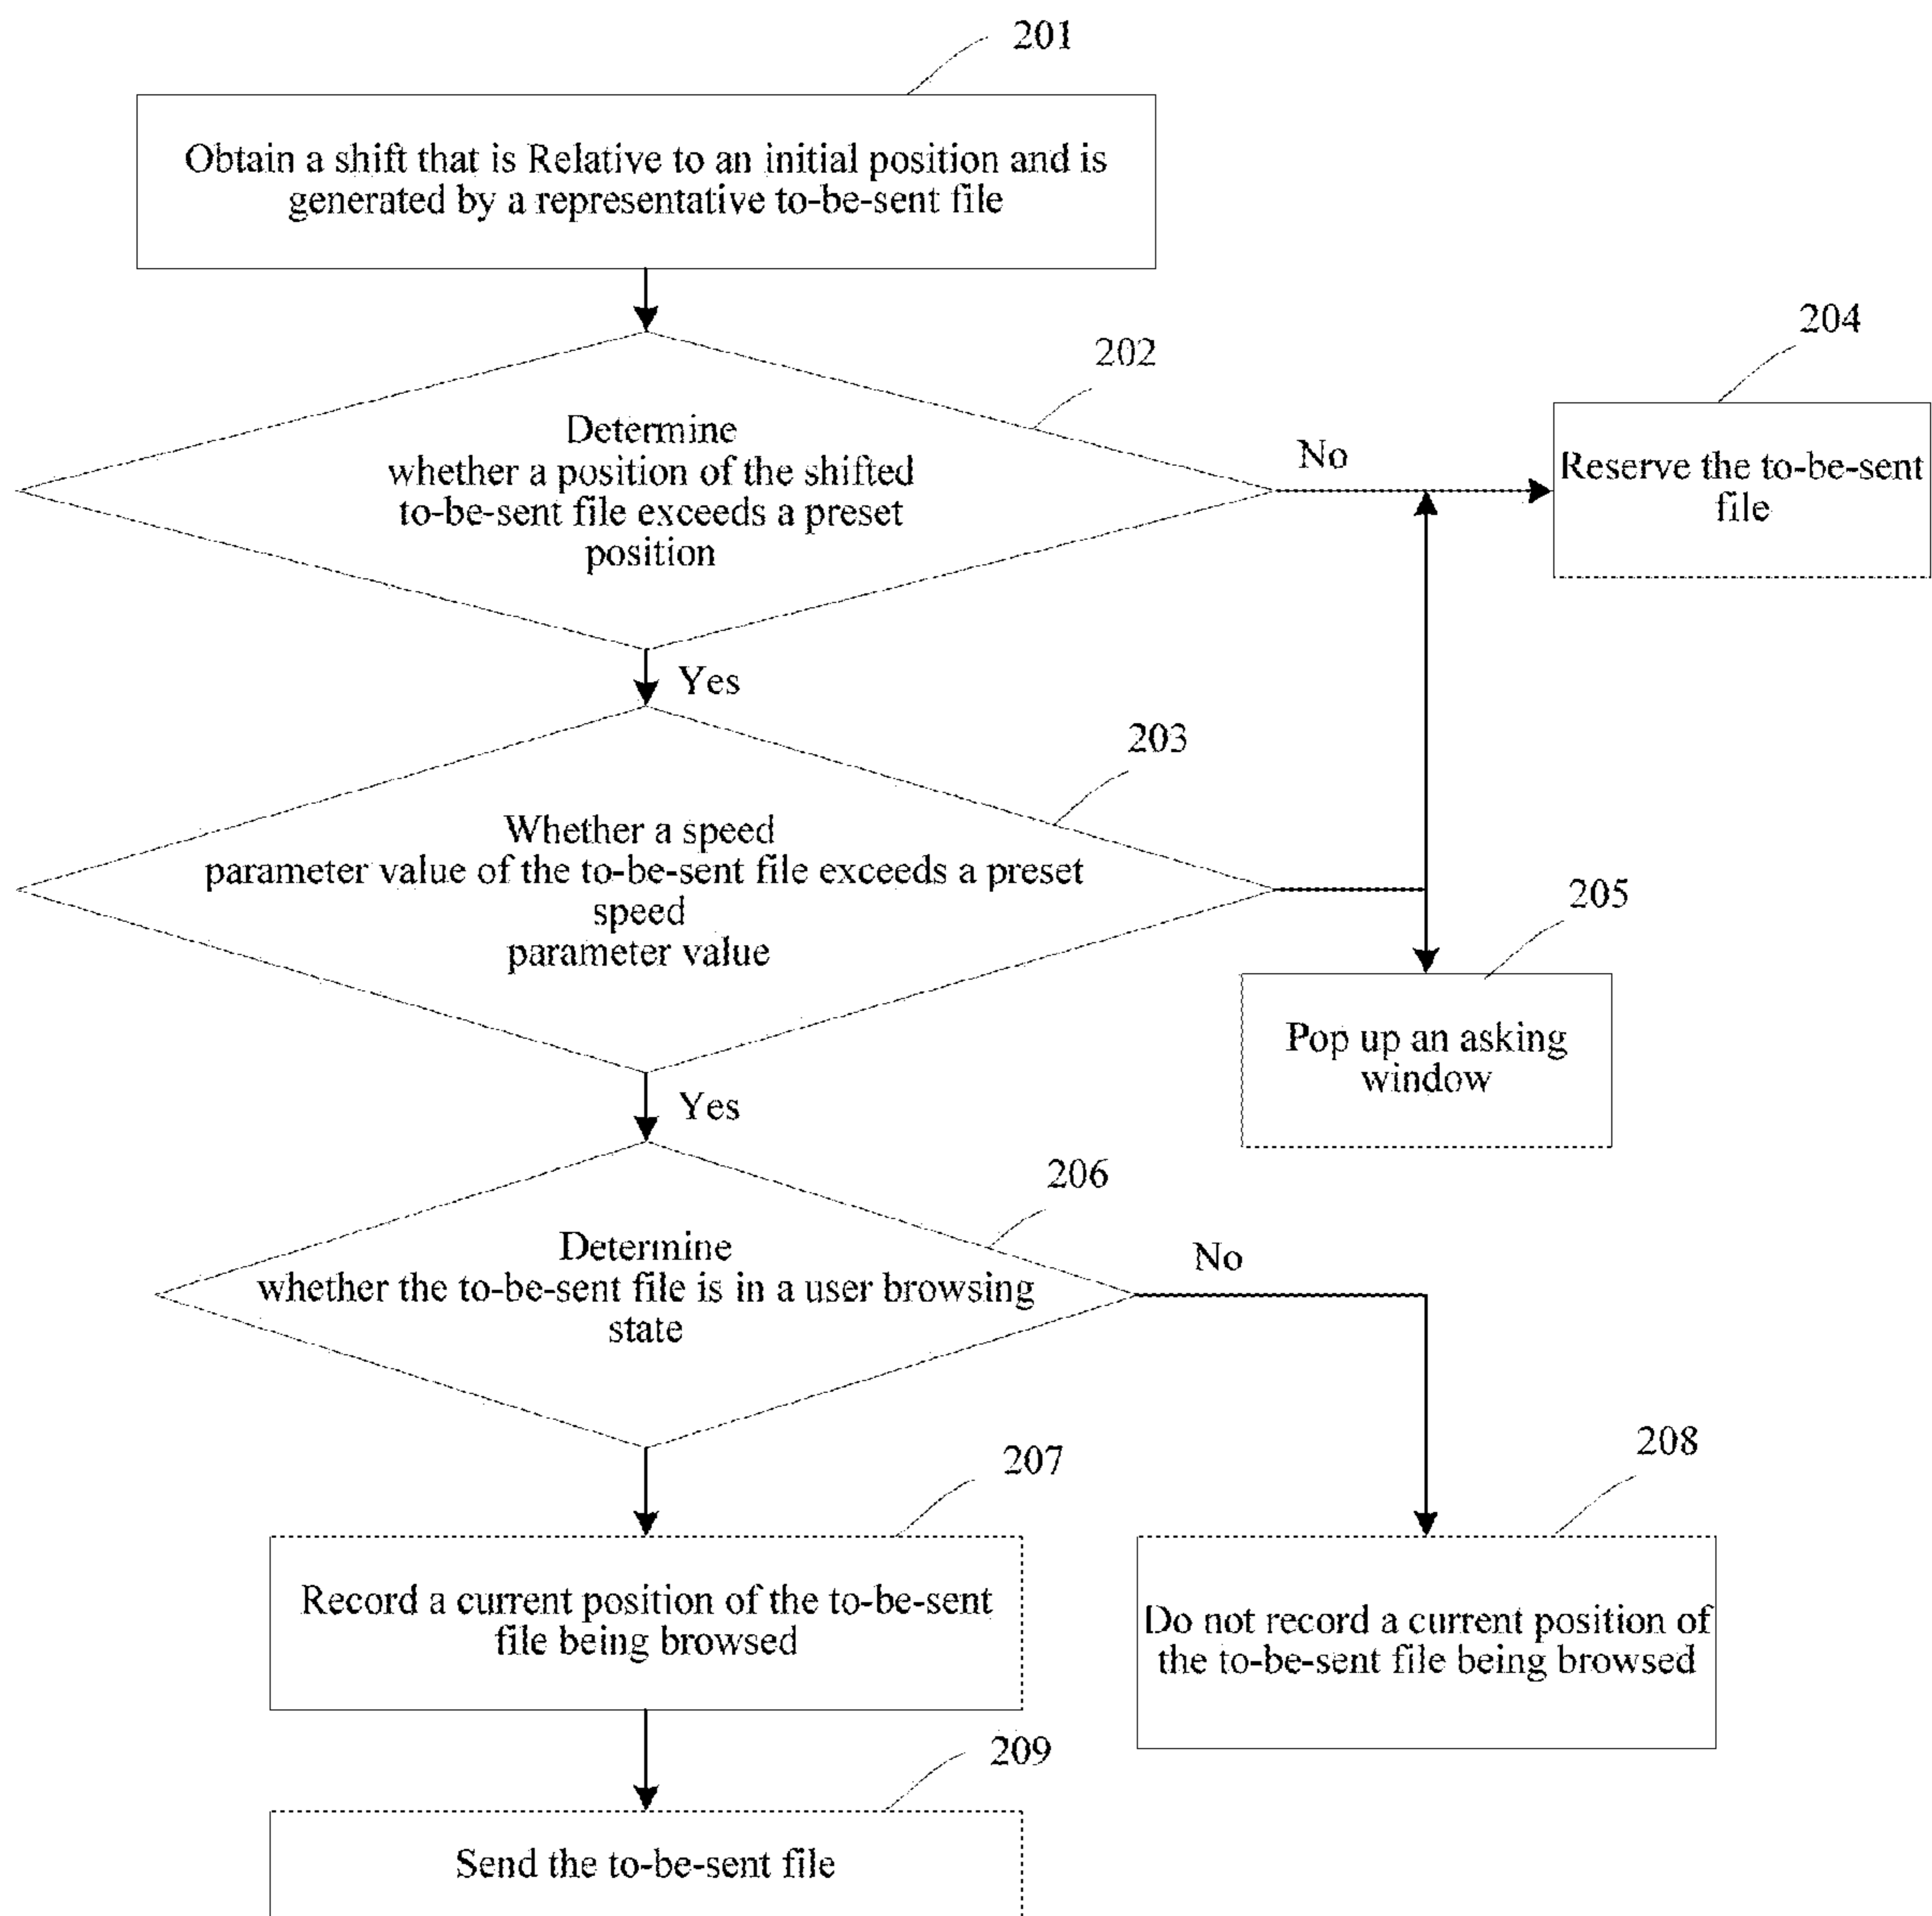 201
Obtain a shift that is Relative to an initial position and is
generated by a representative to-be-sent file
202
Determine
whether a position of the shifted
to-be-sent file exceeds a preset
position
No
204
Reserve the to-be-sent
file
Yes
203
Whether a speed
parameter value of the to-be-sent file exceeds a preset
speed
parameter value
205
Pop up an asking
window
Yes
206
Determine
whether the to-be-sent file is in a user browsing
state
No
207
Record a current position of the to-be-sent
file being browsed
208
Do not record a current position of
the to-be-sent file being browsed
209
Send the to-be-sent file